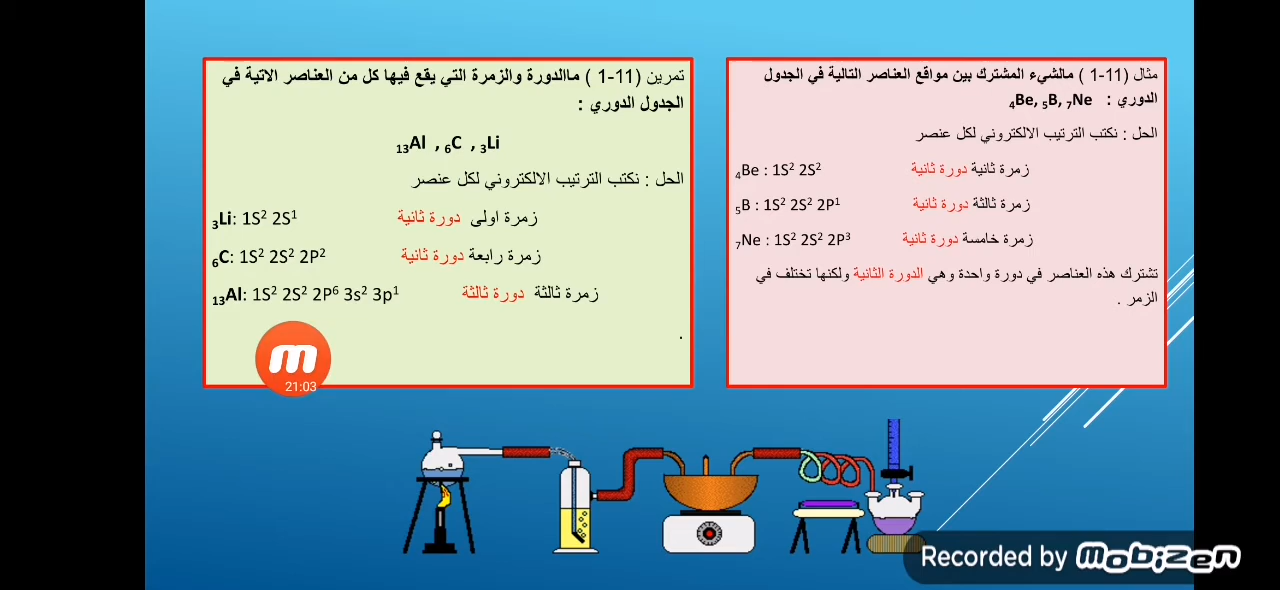 مثال (11-1 ) مالشيء المشترك بين مواقع العناصر التالية في الجدول
الدوري : ₄Be, ₅B, ₇Ne
الحل : نكتب الترتيب الالكتروني لكل عنصر
₄Be : 1S² 2S² زمرة ثانية دورة ثانية
₅B : 1S² 2S² 2P¹ زمرة ثالثة دورة ثانية
₇Ne : 1S² 2S² 2P³ زمرة خامسة دورة ثانية
تشترك هذه العناصر في دورة واحدة وهي الدورة الثانية ولكنها تختلف في
الزمر .
تمرين (11-1 ) ماالدورة والزمرة التي يقع فيها كل من العناصر الاتية في
الجدول الدوري :
₁₃Al , ₆C , ₃Li
الحل : نكتب الترتيب الالكتروني لكل عنصر
₃Li: 1S² 2S¹ زمرة اولى دورة ثانية
₆C: 1S² 2S² 2P² زمرة رابعة دورة ثانية
₁₃Al: 1S² 2S² 2P⁶ 3s² 3p¹ زمرة ثالثة دورة ثالثة
.
m
21:03
Recorded by mobizen